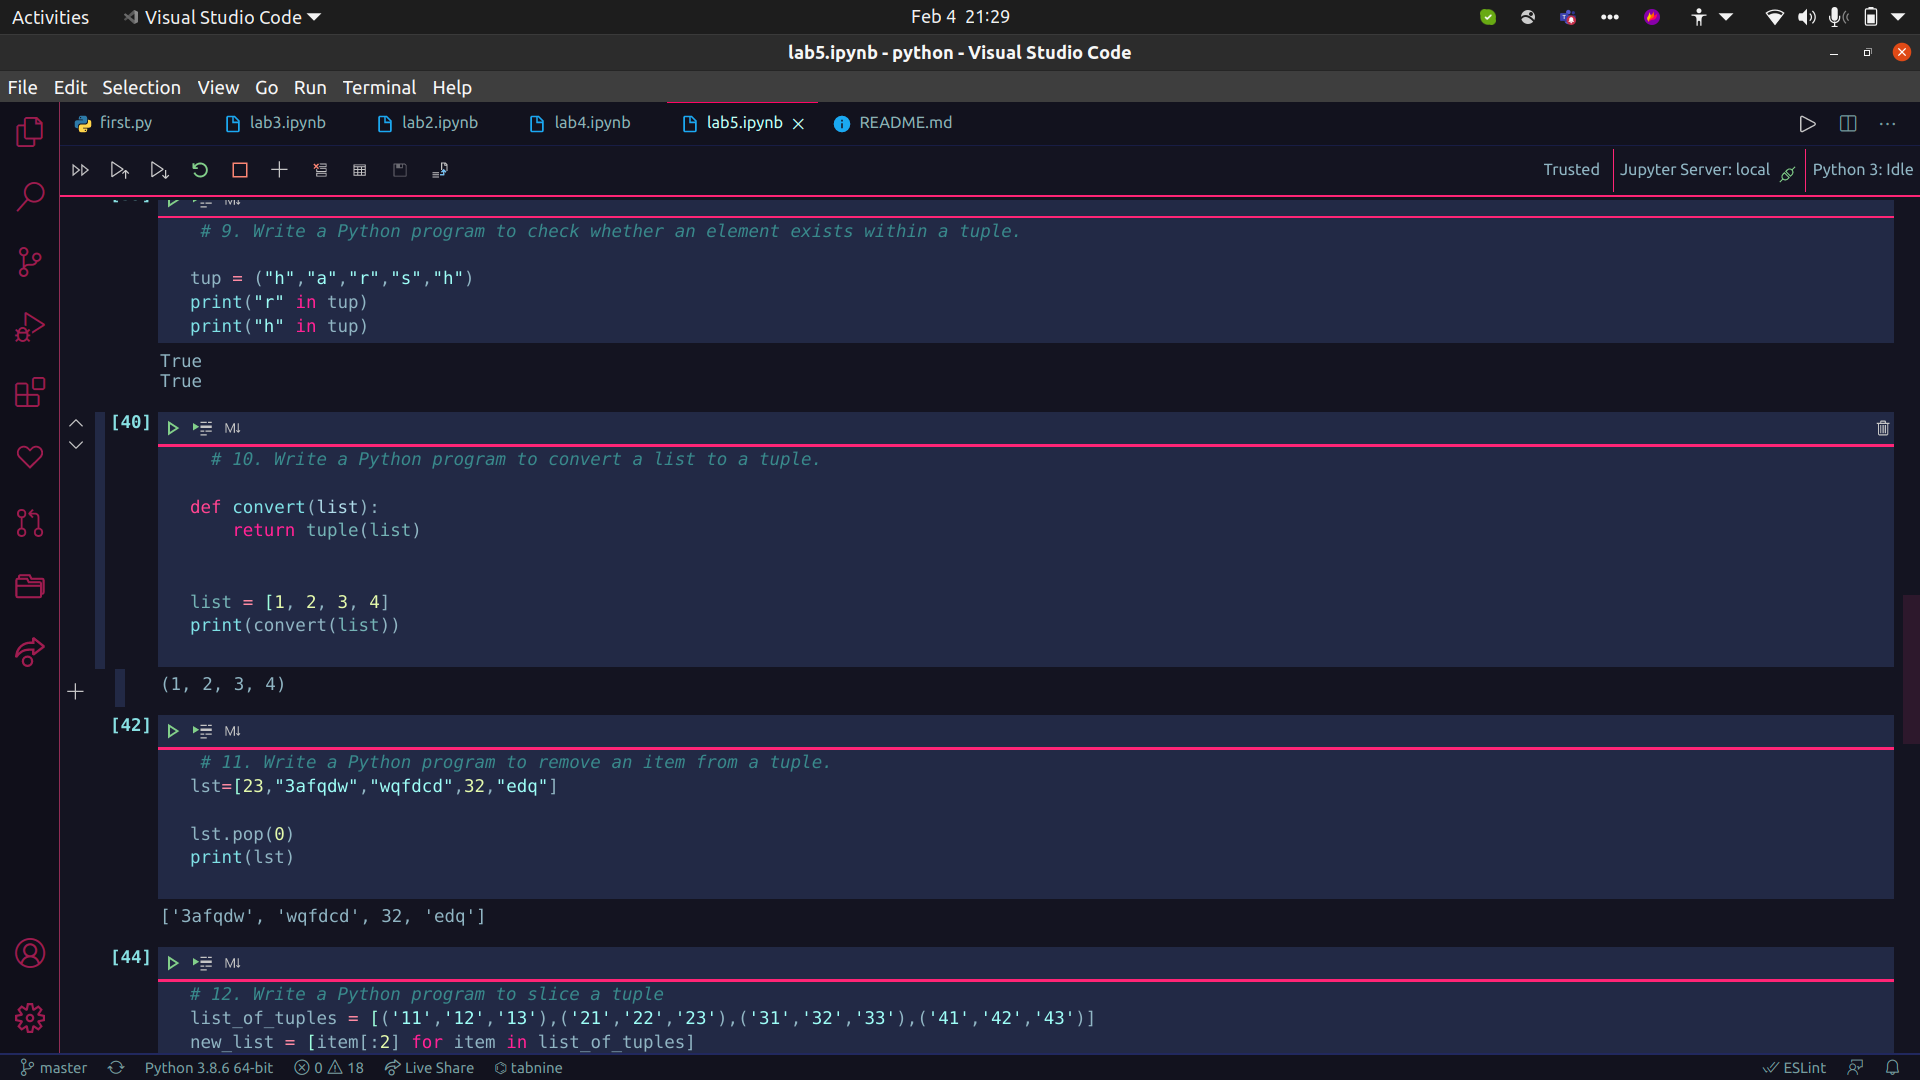 Activities Visual Studio Code Feb 4 21:29
lab5.ipynb - python - Visual Studio Code
File Edit Selection View Go Run Terminal Help
first.py lab3.ipynb lab2.ipynb lab4.ipynb lab5.ipynb README.md
Trusted Jupyter Server: local Python 3: Idle
# 9. Write a Python program to check whether an element exists within a tuple.
tup = ("h","a","r","s","h")
print("r" in tup)
print("h" in tup)
True
True
[40] M↓
# 10. Write a Python program to convert a list to a tuple.
def convert(list):
    return tuple(list)
list = [1, 2, 3, 4]
print(convert(list))
(1, 2, 3, 4)
[42] M↓
# 11. Write a Python program to remove an item from a tuple.
lst=[23,"3afqdw","wqfdcd",32,"edq"]
lst.pop(0)
print(lst)
['3afqdw', 'wqfdcd', 32, 'edq']
[44] M↓
# 12. Write a Python program to slice a tuple
list_of_tuples = [('11','12','13'),('21','22','23'),('31','32','33'),('41','42','43')]
new_list = [item[:2] for item in list_of_tuples]
master Python 3.8.6 64-bit 0 18 Live Share tabnine ESLint